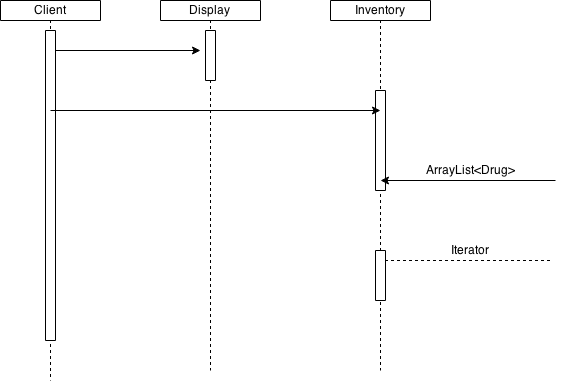 Client
Display
Inventory
ArrayList<Drug>
Iterator